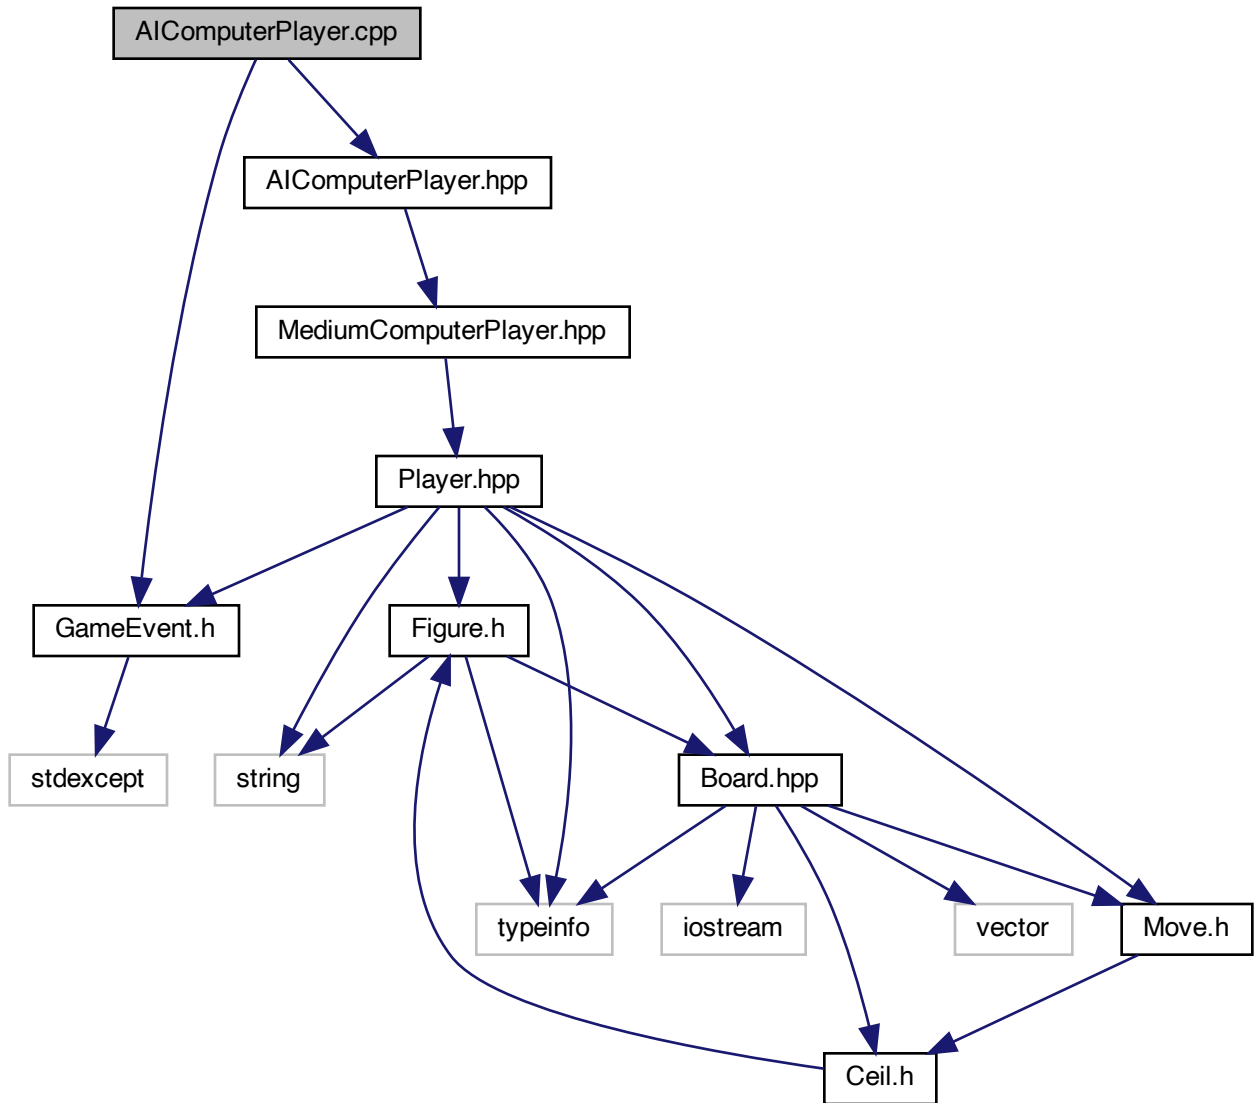 AIComputerPlayer.cpp
AIComputerPlayer.hpp
MediumComputerPlayer.hpp
Player.hpp
GameEvent.h
Figure.h
stdexcept
string
Board.hpp
typeinfo
iostream
vector
Move.h
Ceil.h